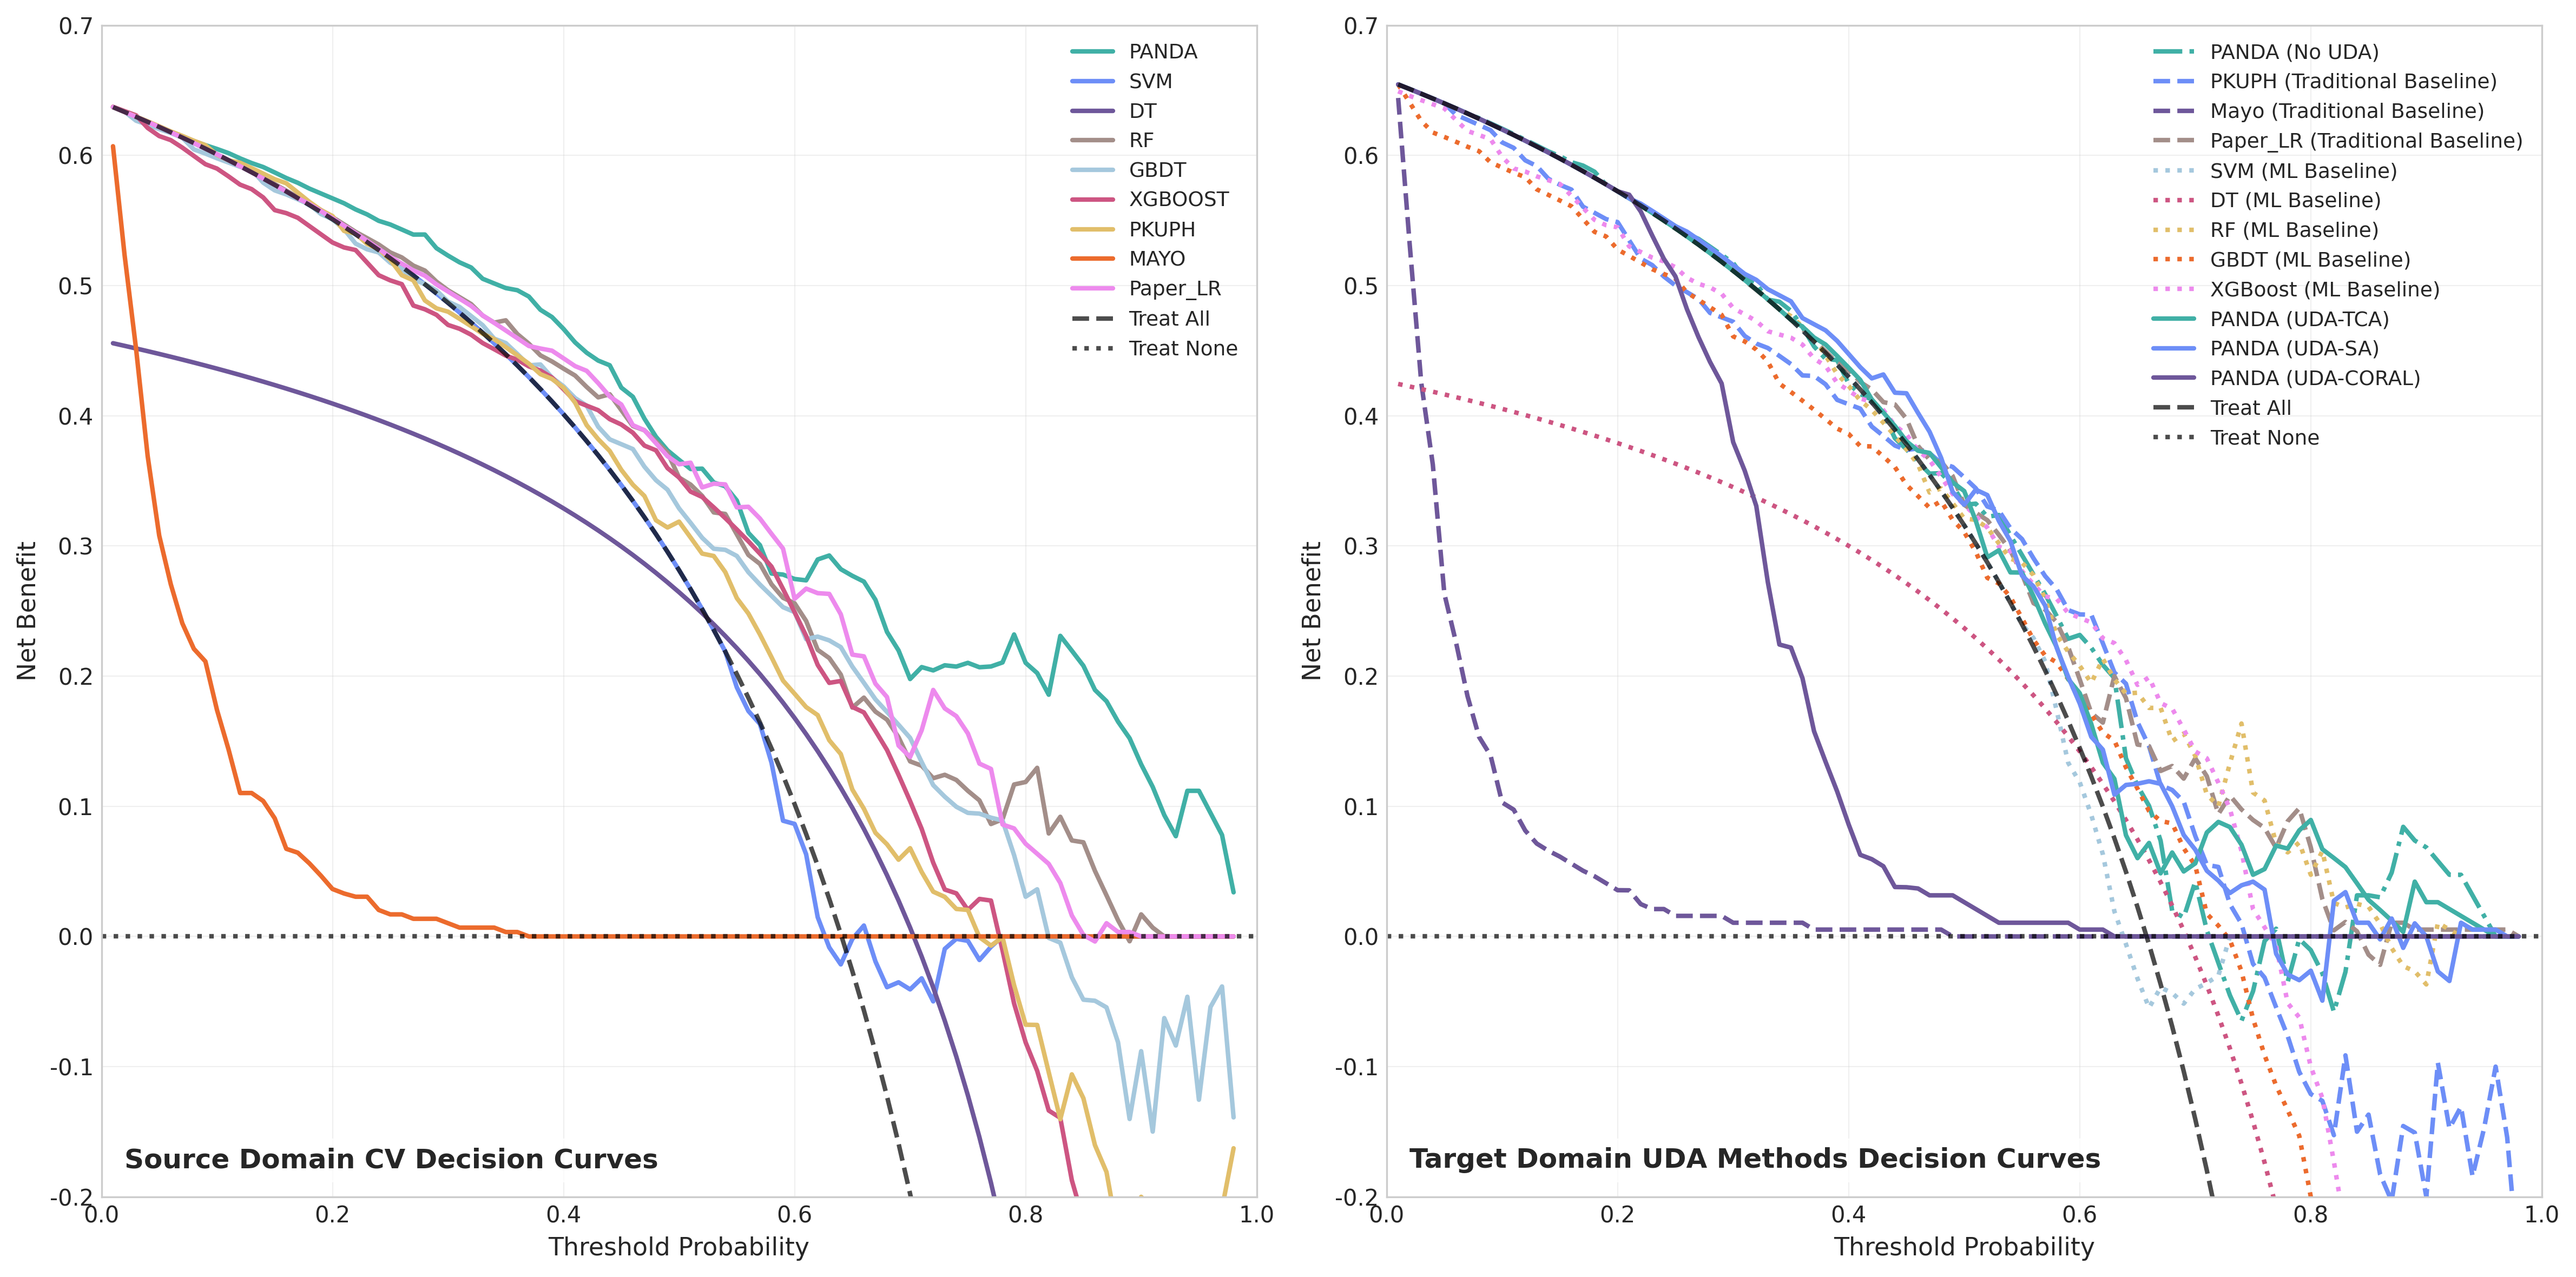 0.7
0.6
0.5
0.4
0.3
0.2
0.1
0.0
-0.1
-0.2
Net Benefit
PANDA
SVM
DT
RF
GBDT
XGBOOST
PKUPH
MAYO
Paper_LR
Treat All
Treat None
Source Domain CV Decision Curves
0.0 0.2 0.4 0.6 0.8 1.0
Threshold Probability
0.7
0.6
0.5
0.4
0.3
0.2
0.1
0.0
-0.1
-0.2
Net Benefit
PANDA (No UDA)
PKUPH (Traditional Baseline)
Mayo (Traditional Baseline)
Paper_LR (Traditional Baseline)
SVM (ML Baseline)
DT (ML Baseline)
RF (ML Baseline)
GBDT (ML Baseline)
XGBoost (ML Baseline)
PANDA (UDA-TCA)
PANDA (UDA-SA)
PANDA (UDA-CORAL)
Treat All
Treat None
Target Domain UDA Methods Decision Curves
0.0 0.2 0.4 0.6 0.8 1.0
Threshold Probability